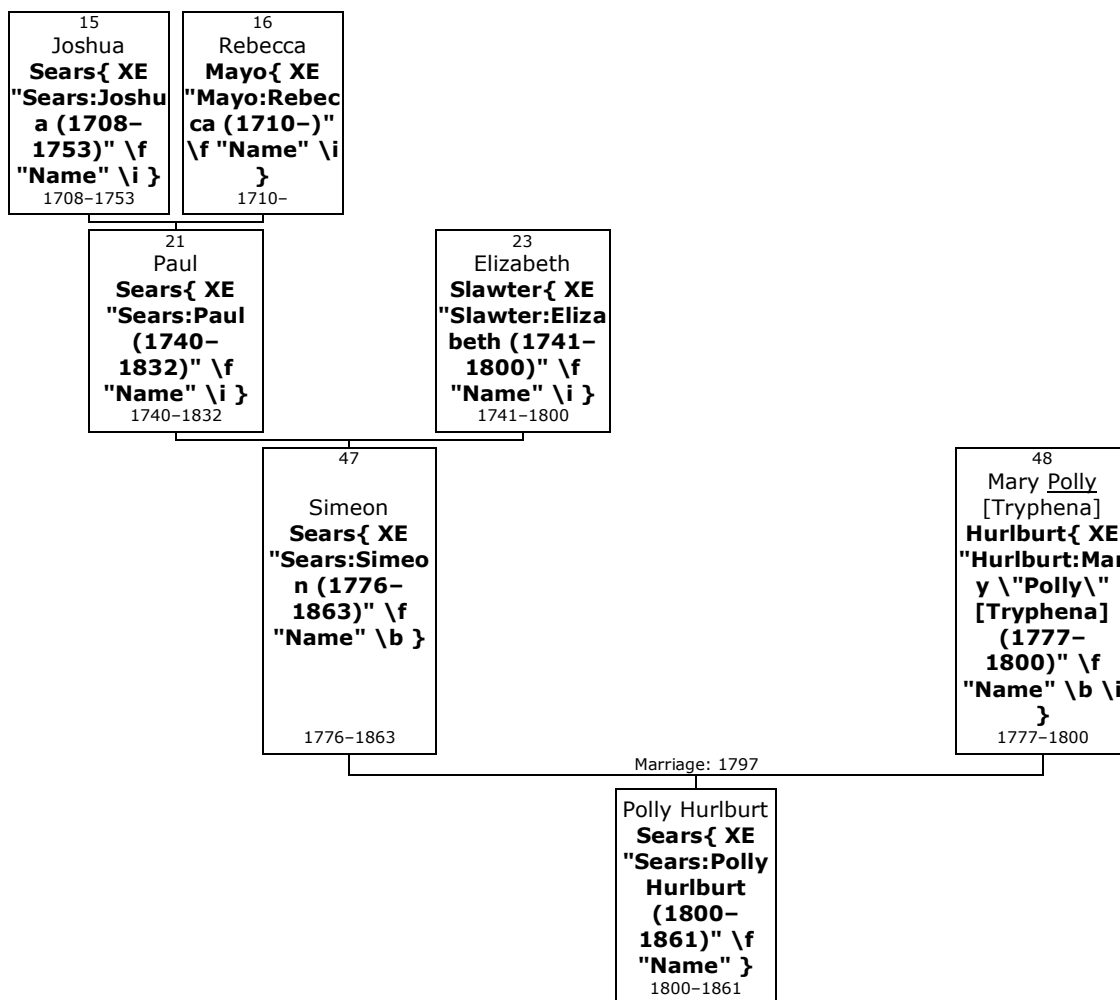 15
Joshua
Sears{ XE
"Sears:Joshu
a (1708–
1753)" \f
"Name" \i }
1708–1753
16
Rebecca
Mayo{ XE
"Mayo:Rebec
ca (1710–)"
\f "Name" \i
}
1710–
21
Paul
Sears{ XE
"Sears:Paul
(1740–
1832)" \f
"Name" \i }
1740–1832
23
Elizabeth
Slawter{ XE
"Slawter:Eliza
beth (1741–
1800)" \f
"Name" \i }
1741–1800
47
Simeon
Sears{ XE
"Sears:Simeo
n (1776–
1863)" \f
"Name" \b }
1776–1863
48
Mary Polly
[Tryphena]
Hurlburt{ XE
"Hurlburt:Mar
y \"Polly\"
[Tryphena]
(1777–
1800)" \f
"Name" \b \i
}
1777–1800
Marriage: 1797
Polly Hurlburt
Sears{ XE
"Sears:Polly
Hurlburt
(1800–
1861)" \f
"Name" }
1800–1861